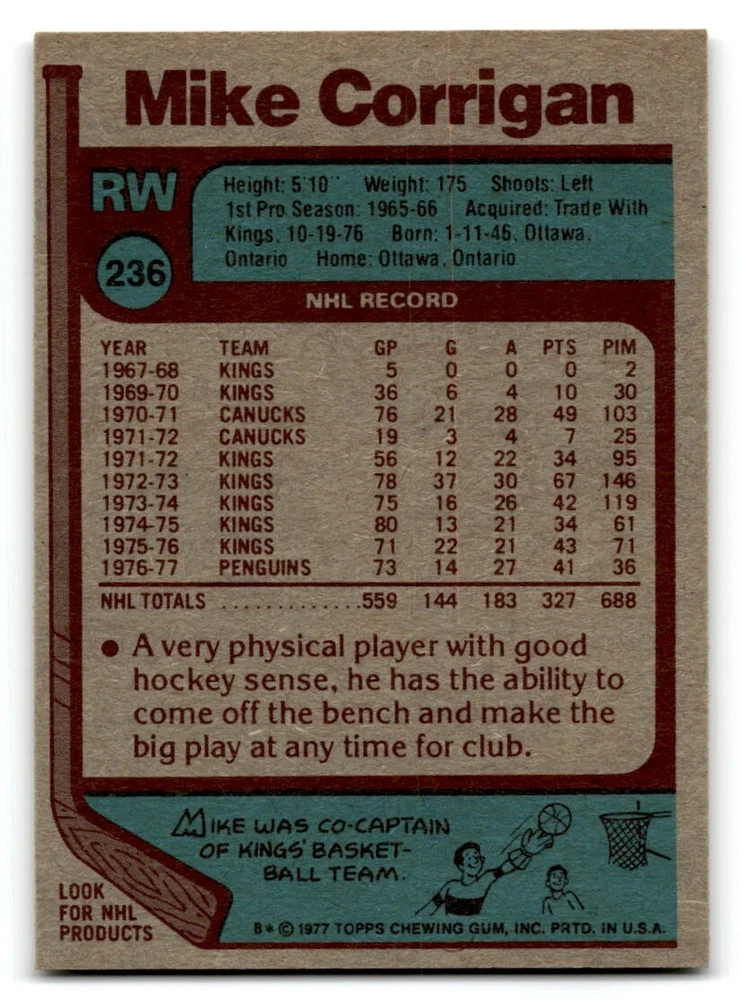 Mike Corrigan
RW
236
Height: 5'10" Weight: 175 Shoots: Left
1st Pro Season: 1965-66 Acquired: Trade With
Kings, 10-19-76 Born: 1-11-46, Ottawa,
Ontario Home: Ottawa, Ontario
NHL RECORD
YEAR TEAM GP G A PTS PIM
1967-68 KINGS 5 0 0 0 2
1969-70 KINGS 36 6 4 10 30
1970-71 CANUCKS 76 21 28 49 103
1971-72 CANUCKS 19 3 4 7 25
1971-72 KINGS 56 12 22 34 95
1972-73 KINGS 78 37 30 67 146
1973-74 KINGS 75 16 26 42 119
1974-75 KINGS 80 13 21 34 61
1975-76 KINGS 71 22 21 43 71
1976-77 PENGUINS 73 14 27 41 36
NHL TOTALS .............559 144 183 327 688
● A very physical player with good
hockey sense, he has the ability to
come off the bench and make the
big play at any time for club.
MIKE WAS CO-CAPTAIN
OF KINGS' BASKET-
BALL TEAM.
LOOK
FOR NHL
PRODUCTS
B* © 1977 TOPPS CHEWING GUM, INC. PRTD. IN U.S.A.